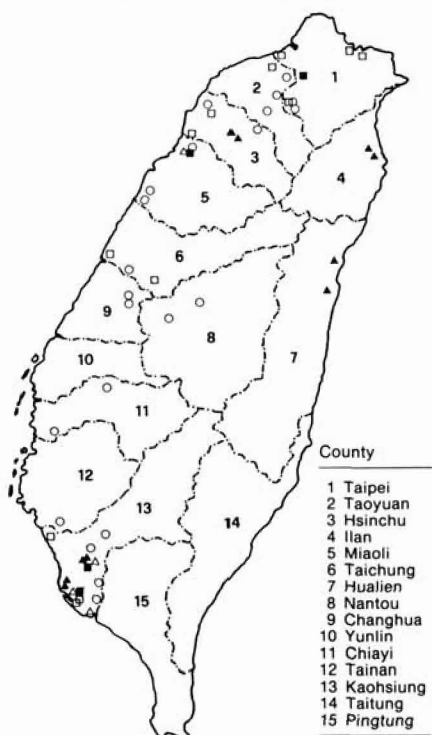 1
2
3
4
5
6
7
8
9
10
11
12
13
14
15
County
1 Taipei
2 Taoyuan
3 Hsinchu
4 Ilan
5 Miaoli
6 Taichung
7 Hualien
8 Nantou
9 Changhua
10 Yunlin
11 Chiayi
12 Tainan
13 Kaohsiung
14 Taitung
15 Pingtung